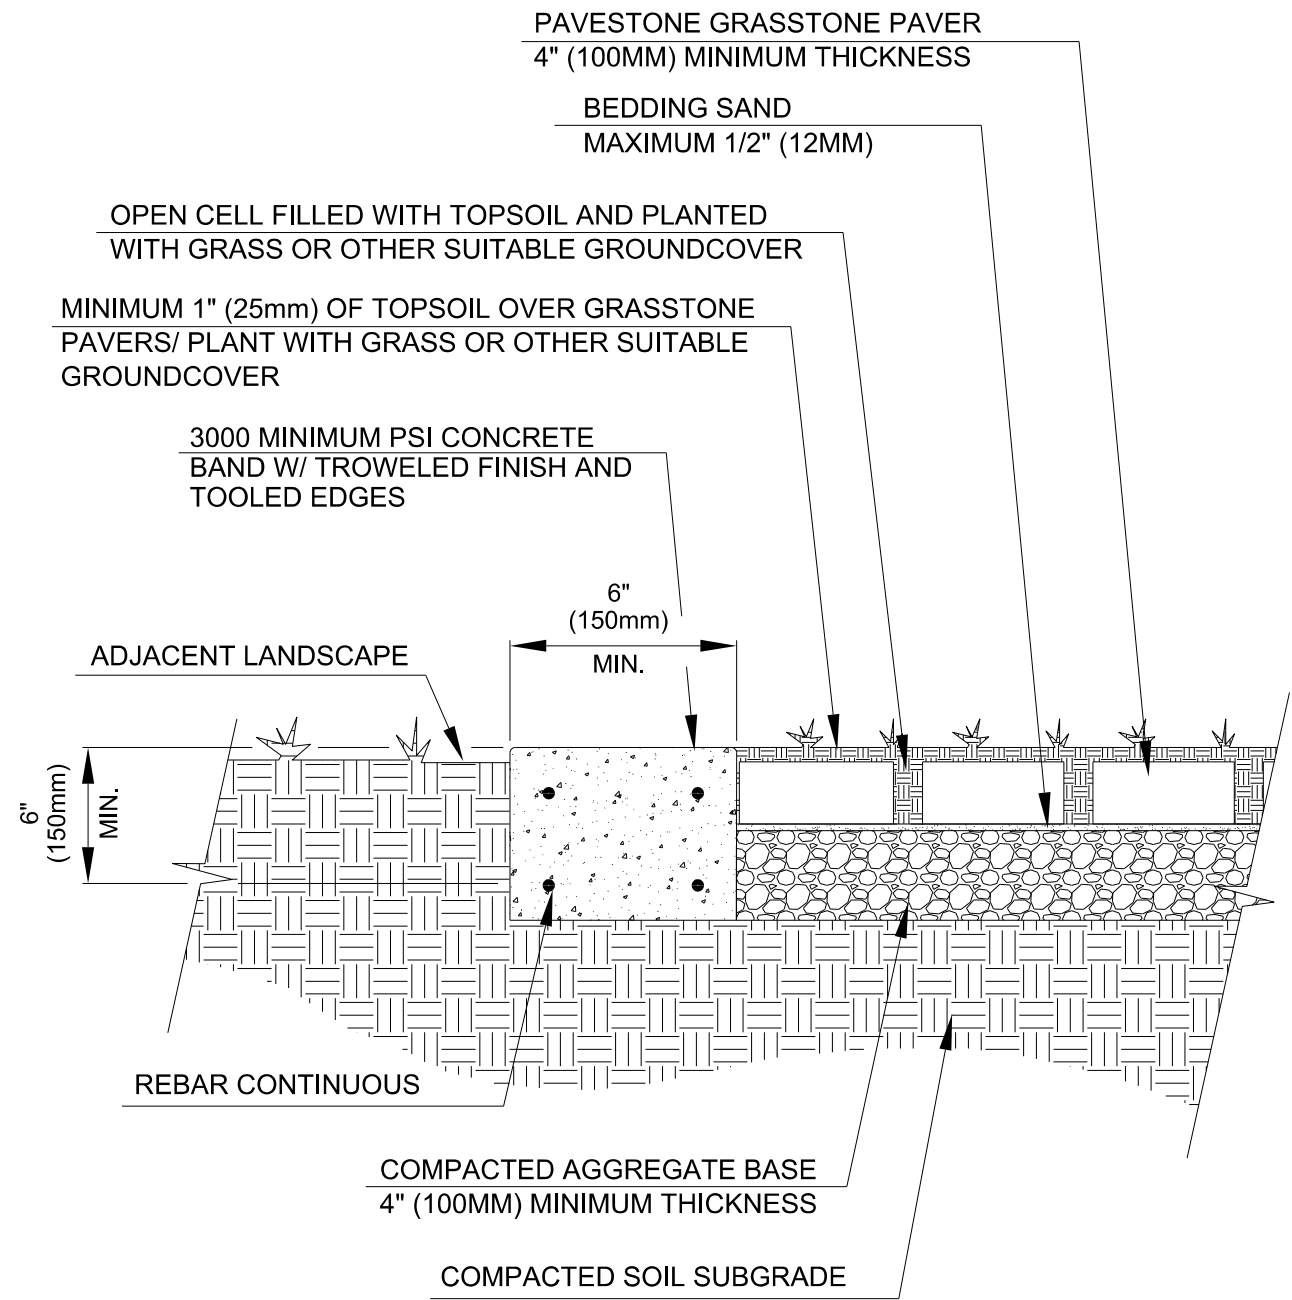 PAVESTONE GRASSTONE PAVER
4" (100MM) MINIMUM THICKNESS
BEDDING SAND
MAXIMUM 1/2" (12MM)
OPEN CELL FILLED WITH TOPSOIL AND PLANTED
WITH GRASS OR OTHER SUITABLE GROUNDCOVER
MINIMUM 1" (25mm) OF TOPSOIL OVER GRASSTONE
PAVERS/ PLANT WITH GRASS OR OTHER SUITABLE
GROUNDCOVER
3000 MINIMUM PSI CONCRETE
BAND W/ TROWELED FINISH AND
TOOLED EDGES
6"
(150mm)
MIN.
ADJACENT LANDSCAPE
6"
(150mm)
MIN.
REBAR CONTINUOUS
COMPACTED AGGREGATE BASE
4" (100MM) MINIMUM THICKNESS
COMPACTED SOIL SUBGRADE